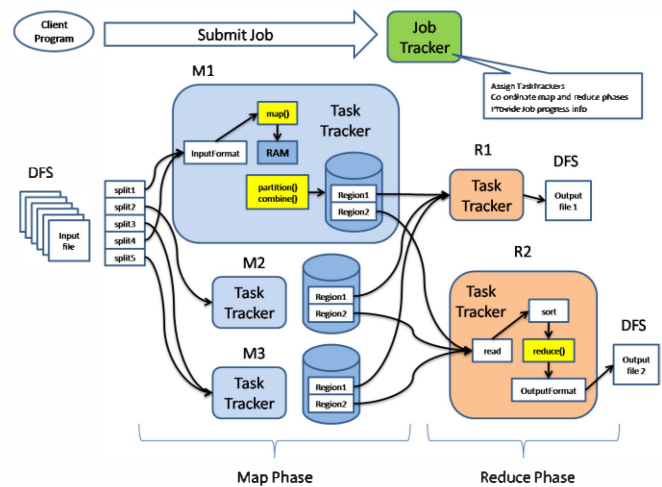 Client
Program
Submit Job
Job
Tracker
Assign TaskTrackers
Co ordinate map and reduce phases
Provide Job progress info
M1
map()
Task
Tracker
InputFormat
RAM
DFS
Input
file
split1
split2
split3
split4
split5
partition()
combine()
Region1
Region2
R1
Task
Tracker
DFS
Output
file 1
M2
Task
Tracker
Region1
Region2
R2
Task
Tracker
sort
read
reduce()
OutputFormat
DFS
Output
file 2
M3
Task
Tracker
Region1
Region2
Map Phase
Reduce Phase